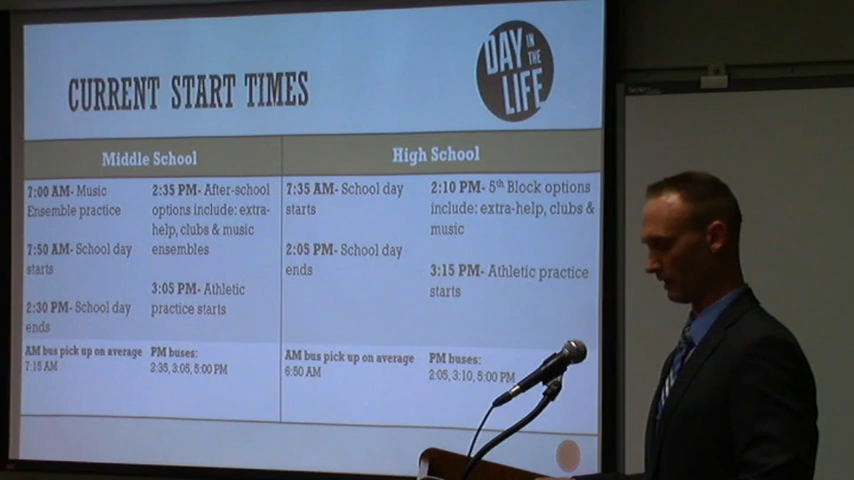 DAY
IN
THE
LIFE
CURRENT START TIMES
Middle School
High School
7:00 AM- Music
Ensemble practice
7:50 AM- School day
starts
2:30 PM- School day
ends
2:35 PM- After-school
options include: extra-
help, clubs & music
ensembles
3:05 PM- Athletic
practice starts
7:35 AM- School day
starts
2:05 PM- School day
ends
2:10 PM- 5th Block options
include: extra-help, clubs &
music
3:15 PM- Athletic practice
starts
AM bus pick up on average
7:15 AM
PM buses:
2:35, 3:05, 5:00 PM
AM bus pick up on average
6:50 AM
PM buses:
2:05, 3:10, 5:00 PM